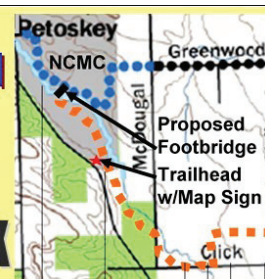 Petoskey
NCMC
Greenwood
McDougal
Proposed
Footbridge
Trailhead
w/Map Sign
Click